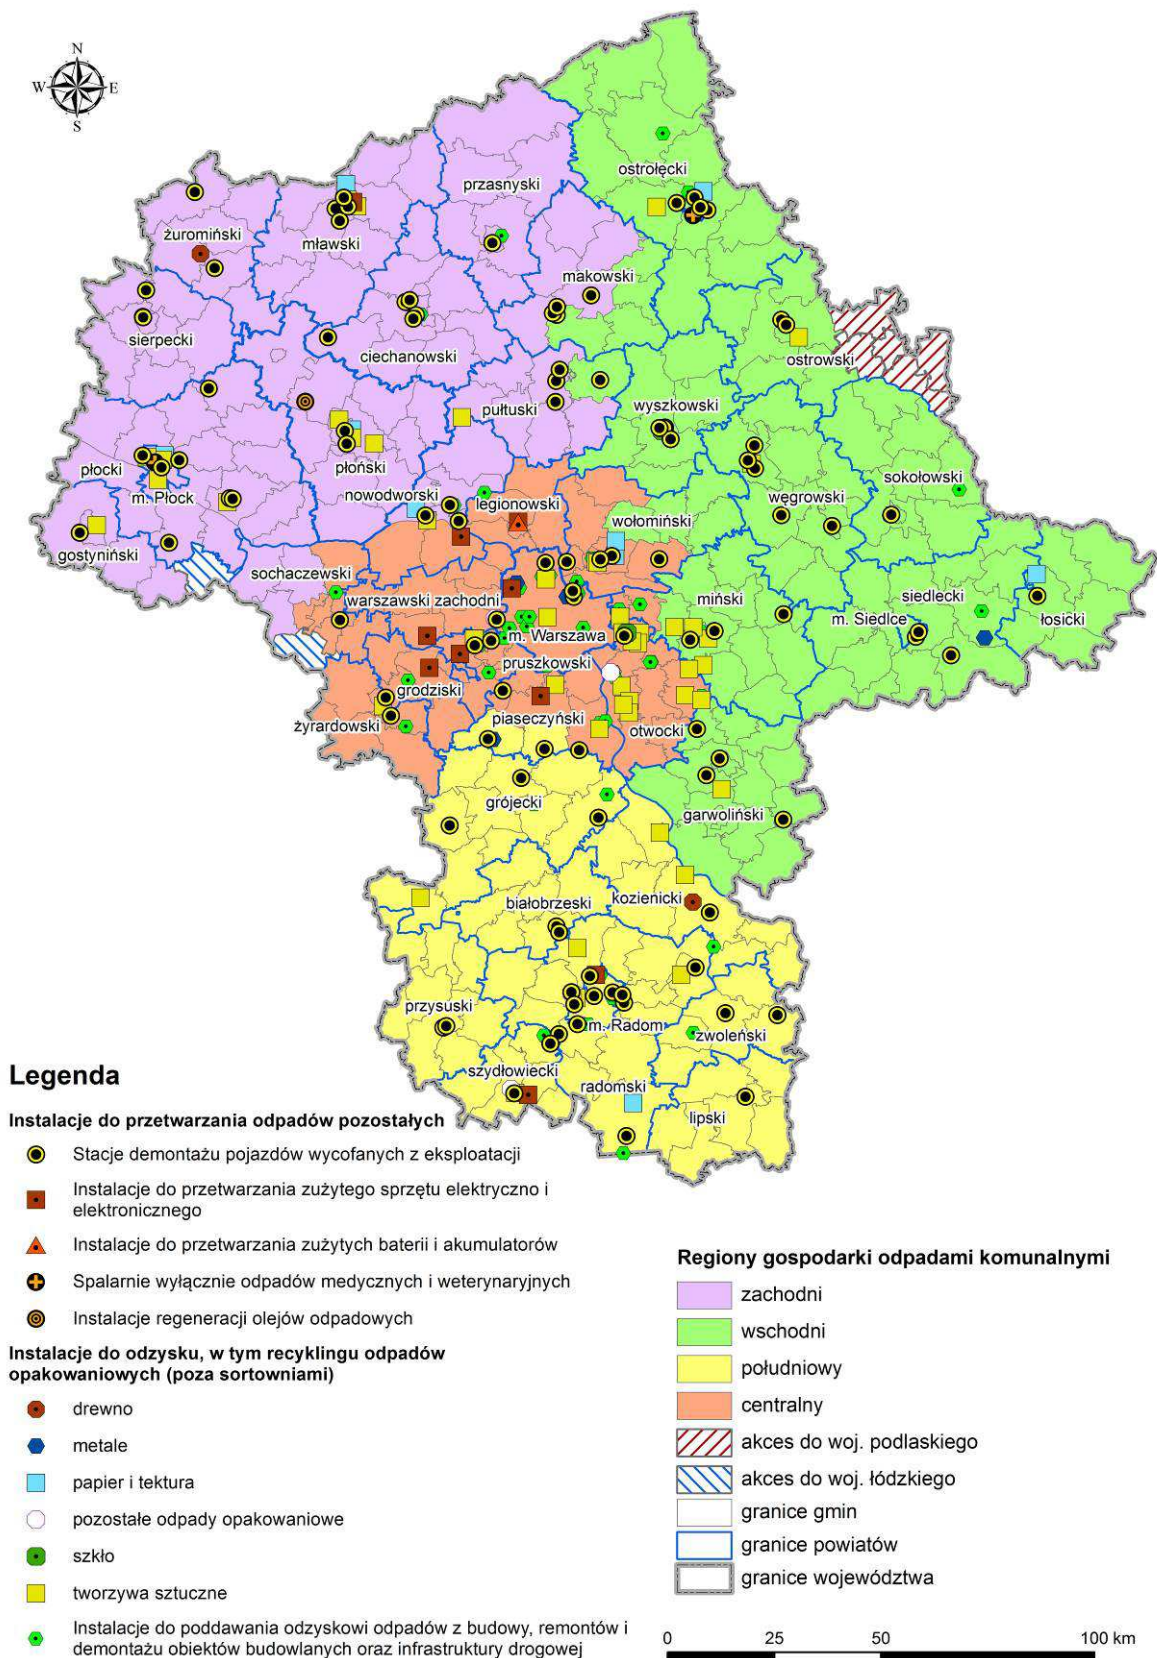 N
W E
S
ostrołęcki
przasnyski
żuromiński
mławski
makowski
sierpecki
ciechanowski
ostrowski
pułtuski
wyszkowski
płocki
płoński
sokołowski
m. Płock
węgrowski
nowodworski
legionowski
wołomiński
gostyniński
sochaczewski
warszawski zachodni
miński
siedlecki
m. Siedlce
łosicki
m. Warszawa
pruszkowski
grodziski
żyrardowski
piaseczyński
otwocki
grójecki
garwoliński
białobrzeski
kozienicki
przysuski
m. Radom
zwoleński
szydłowiecki
radomski
lipski
Legenda
Instalacje do przetwarzania odpadów pozostałych
Stacje demontażu pojazdów wycofanych z eksploatacji
Instalacje do przetwarzania zużytego sprzętu elektryczno i
elektronicznego
Instalacje do przetwarzania zużytych baterii i akumulatorów
Spalarnie wyłącznie odpadów medycznych i weterynaryjnych
Instalacje regeneracji olejów odpadowych
Instalacje do odzysku, w tym recyklingu odpadów
opakowaniowych (poza sortowniami)
drewno
metale
papier i tektura
pozostałe odpady opakowaniowe
szkło
tworzywa sztuczne
Instalacje do poddawania odzyskowi odpadów z budowy, remontów i
demontażu obiektów budowlanych oraz infrastruktury drogowej
Regiony gospodarki odpadami komunalnymi
zachodni
wschodni
południowy
centralny
akces do woj. podlaskiego
akces do woj. łódzkiego
granice gmin
granice powiatów
granice województwa
0 25 50 100 km